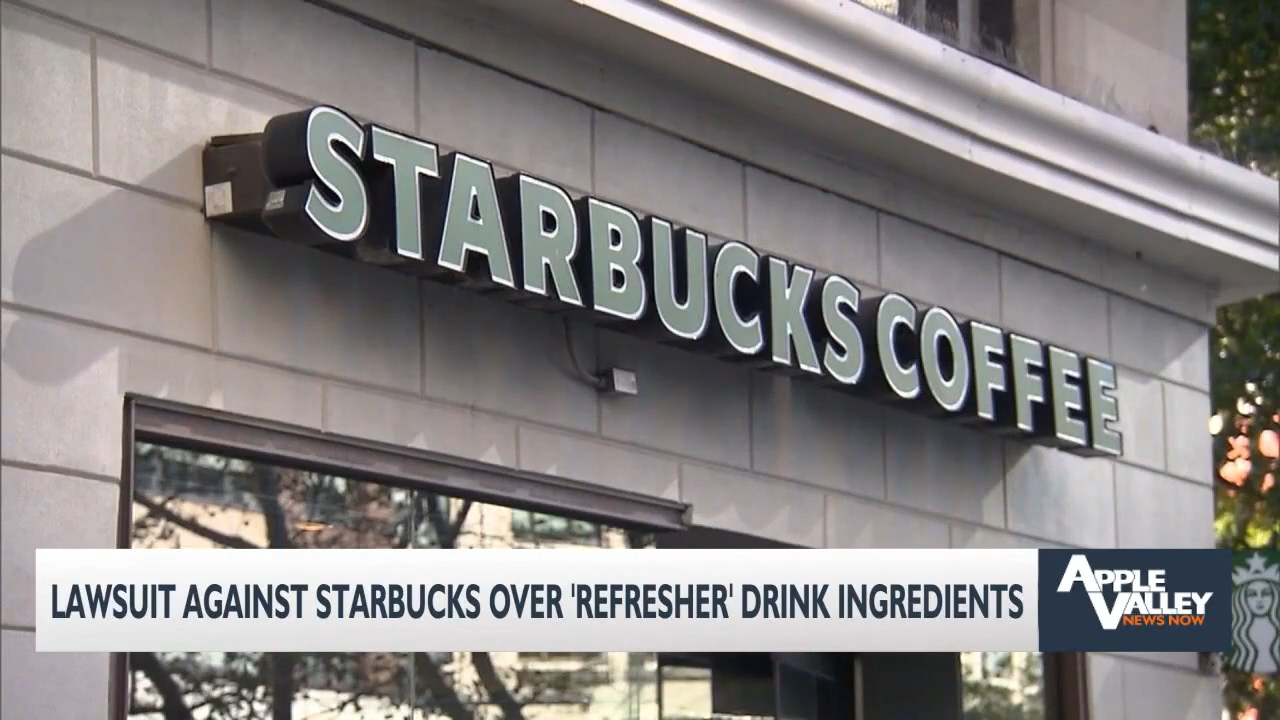 STARBUCKS COFFEE
LAWSUIT AGAINST STARBUCKS OVER 'REFRESHER' DRINK INGREDIENTS
APPLE
VALLEY
NEWS NOW